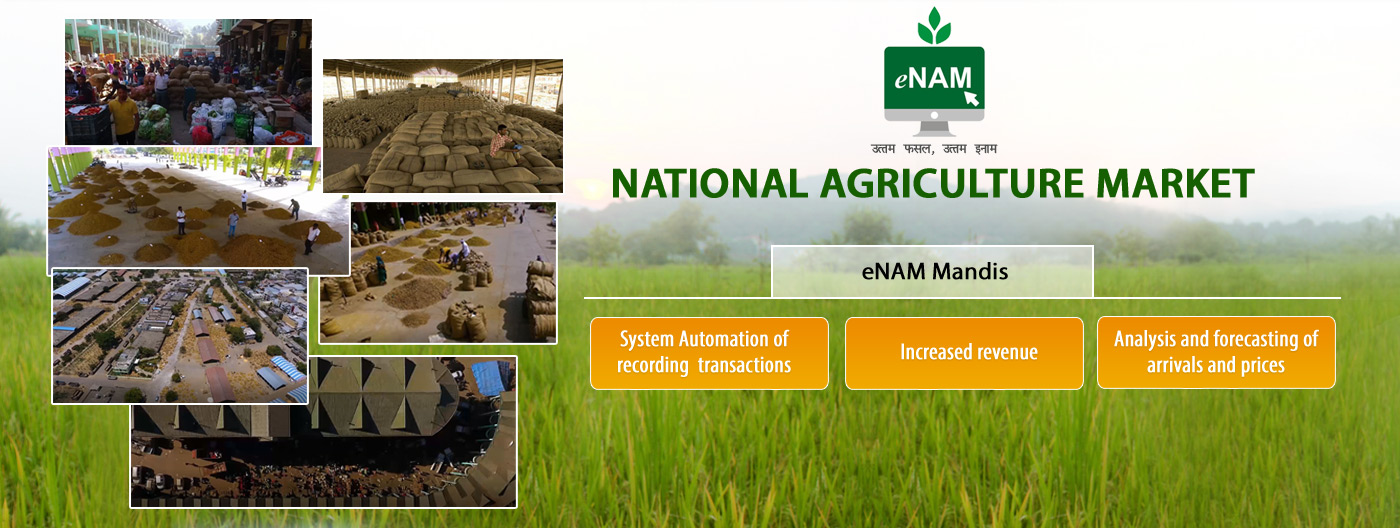 eNAM
उत्तम फसल, उत्तम इनाम
NATIONAL AGRICULTURE MARKET
eNAM Mandis
System Automation of
recording transactions
Increased revenue
Analysis and forecasting of
arrivals and prices